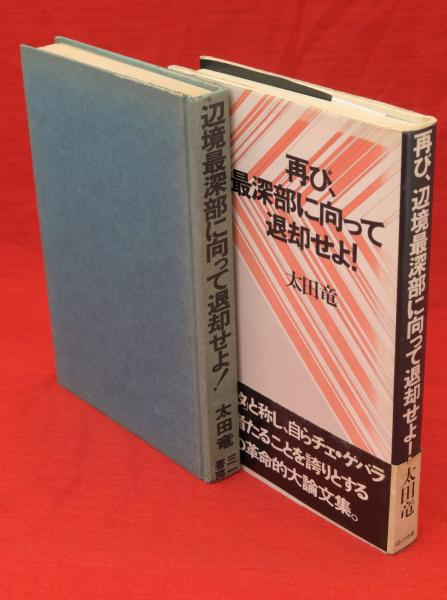 辺境最深部に向って退却せよ！ 太田竜 三一書房
再び、
最深部に向って
退却せよ！
太田竜
と称し、自らチェ・ゲバラ
たることを誇りとする
革命的大論文集。
再び、辺境最深部に向って退却せよ！
太田竜